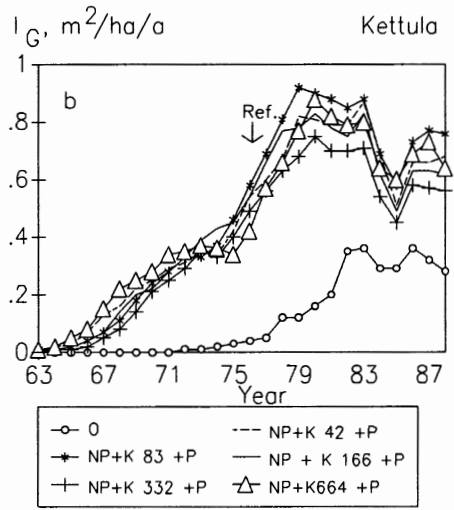 I_G, m²/ha/a Kettula
1
b
Ref.
.8
.6
.4
.2
0
63 67 71 75 79 83 87
Year
O NP+K 42 +P
NP+K 83 +P NP + K 166 +P
NP+K 332 +P NP+K664 +P